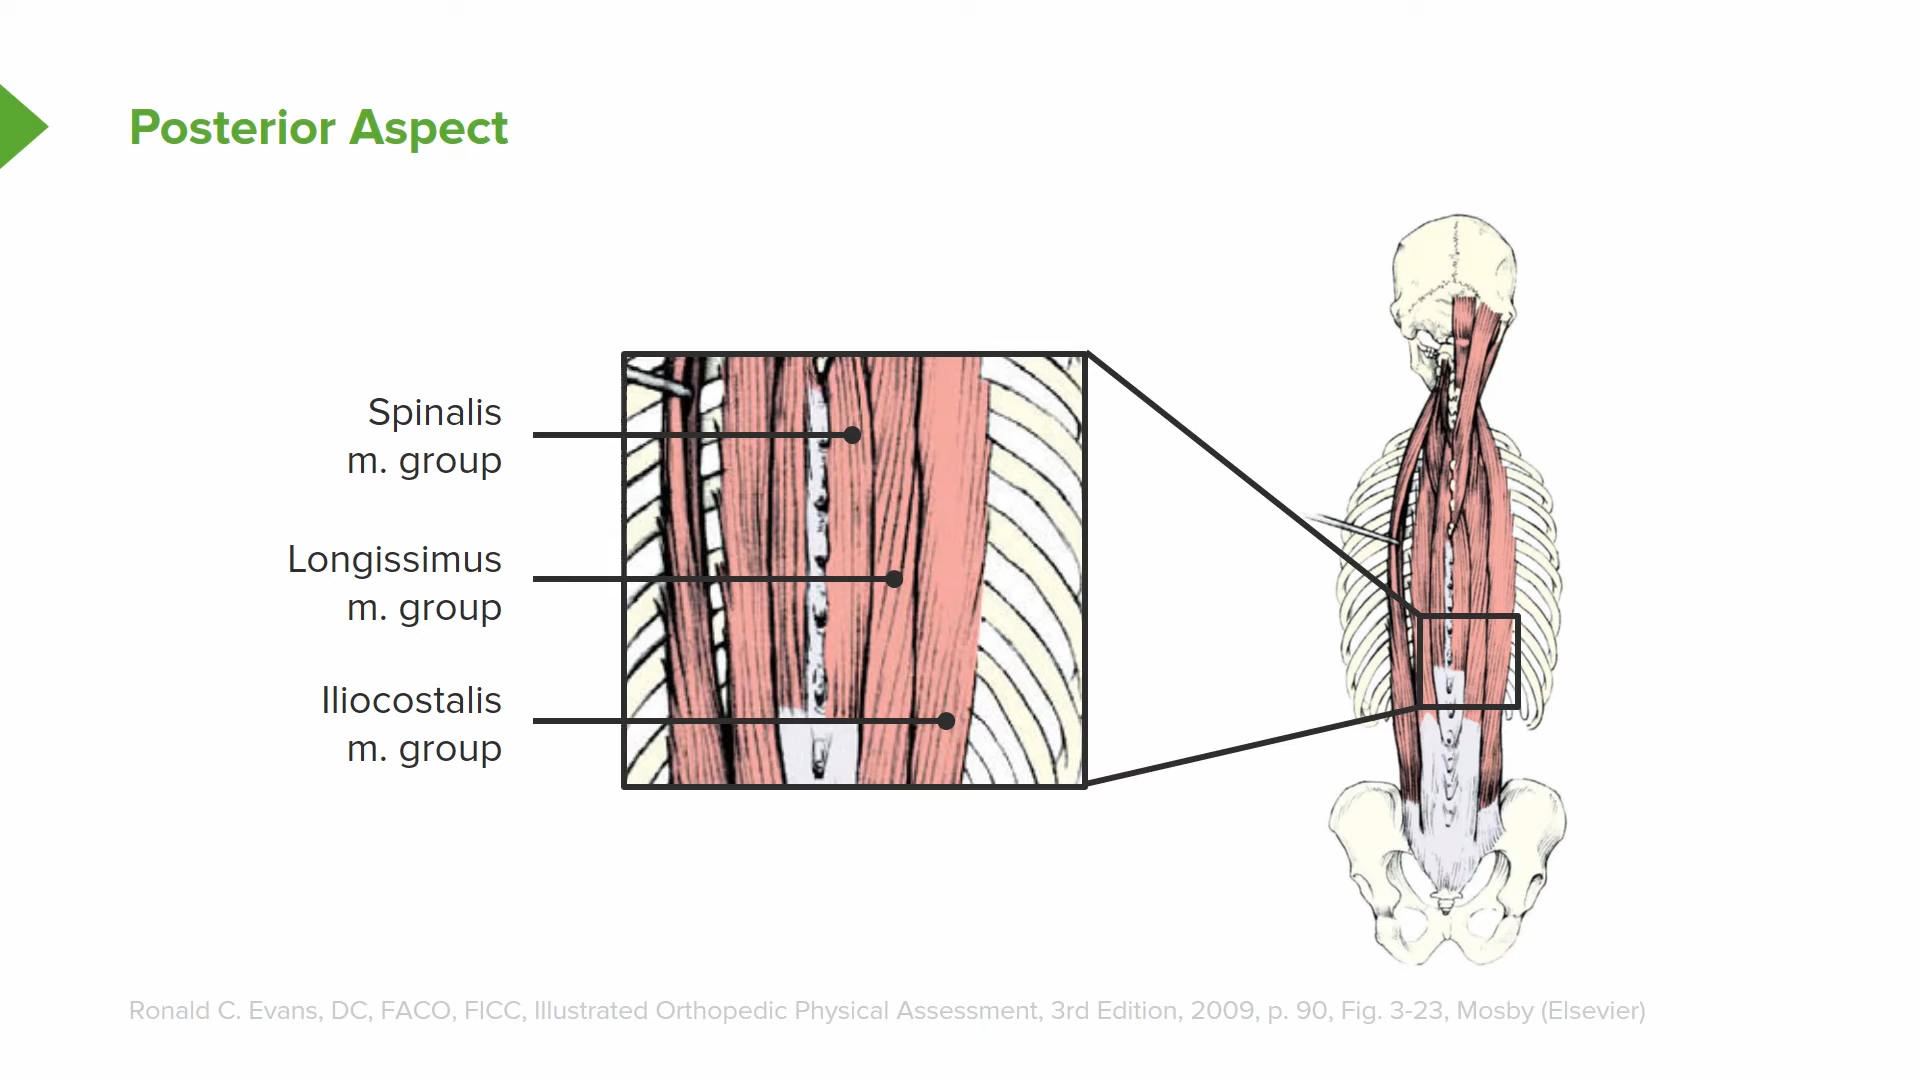 Posterior Aspect
Spinalis
m. group
Longissimus
m. group
Iliocostalis
m. group
Ronald C. Evans, DC, FACO, FICC, Illustrated Orthopedic Physical Assessment, 3rd Edition, 2009, p. 90, Fig. 3-23, Mosby (Elsevier)